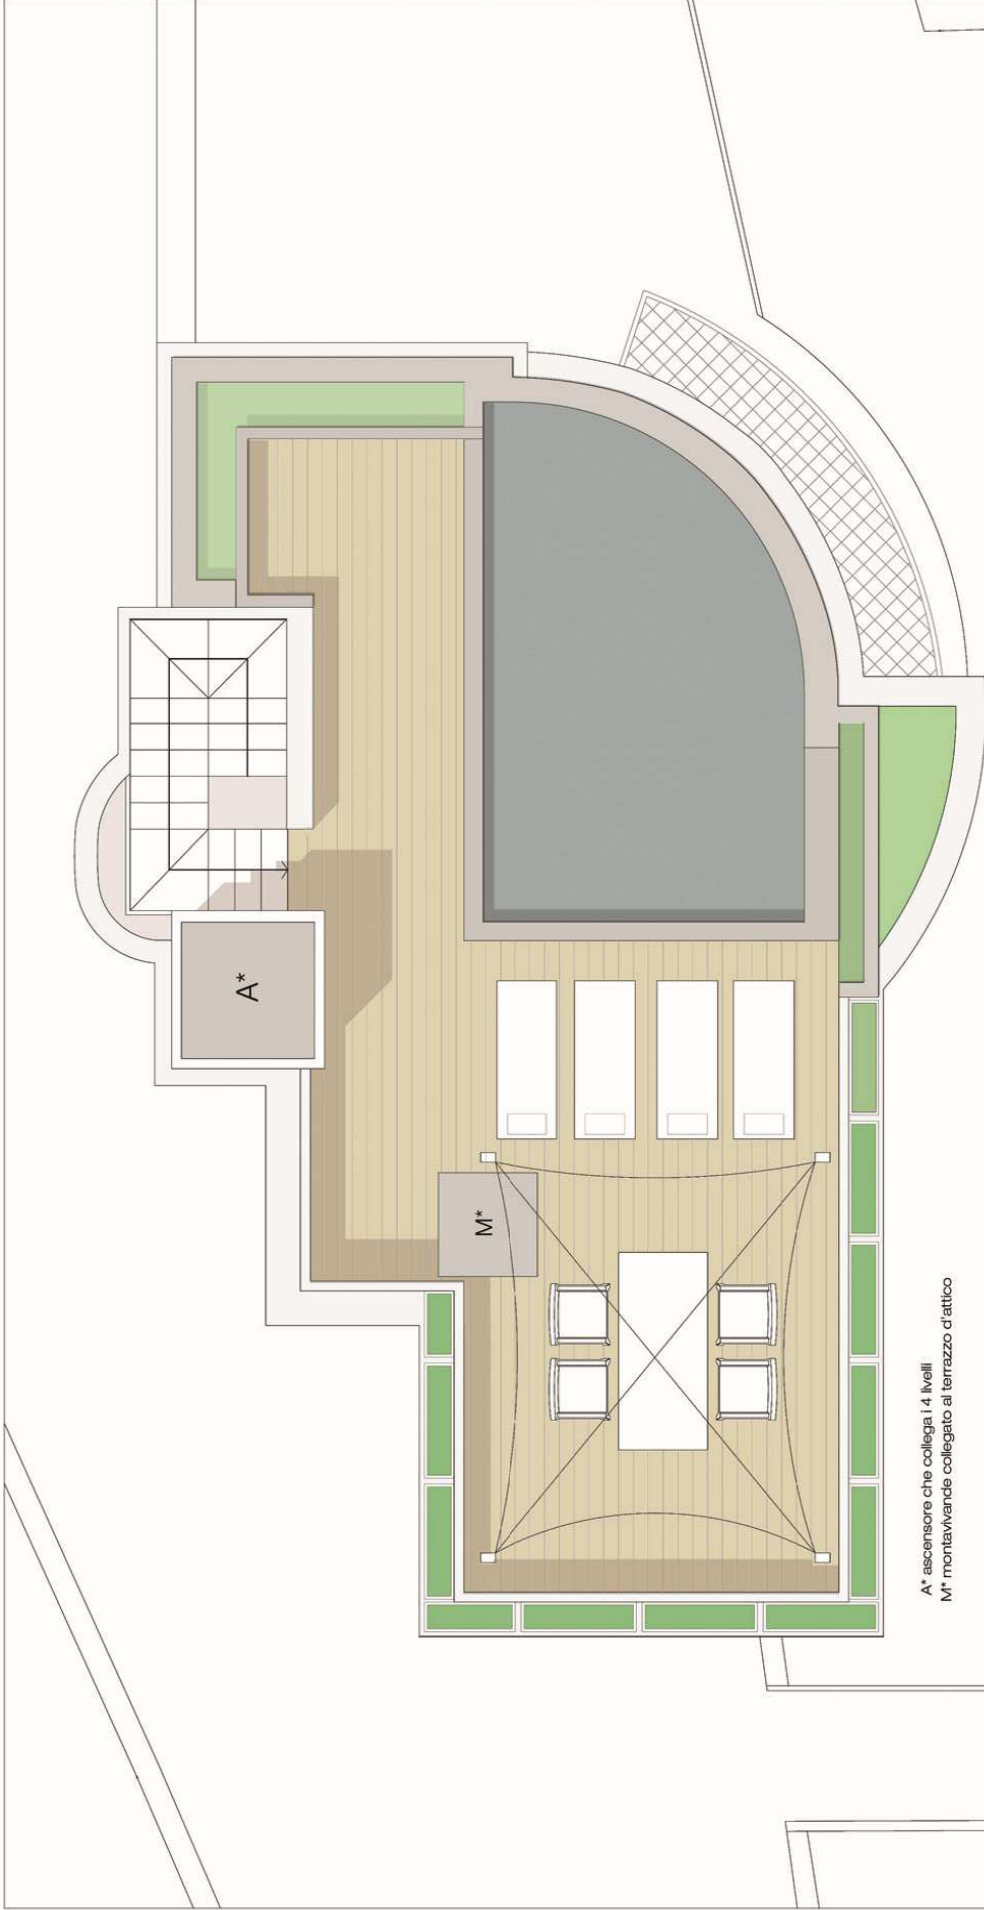 A*
M*
A* ascensore che collega i 4 livelli
M* montavivande collegato al terrazzo d'attico